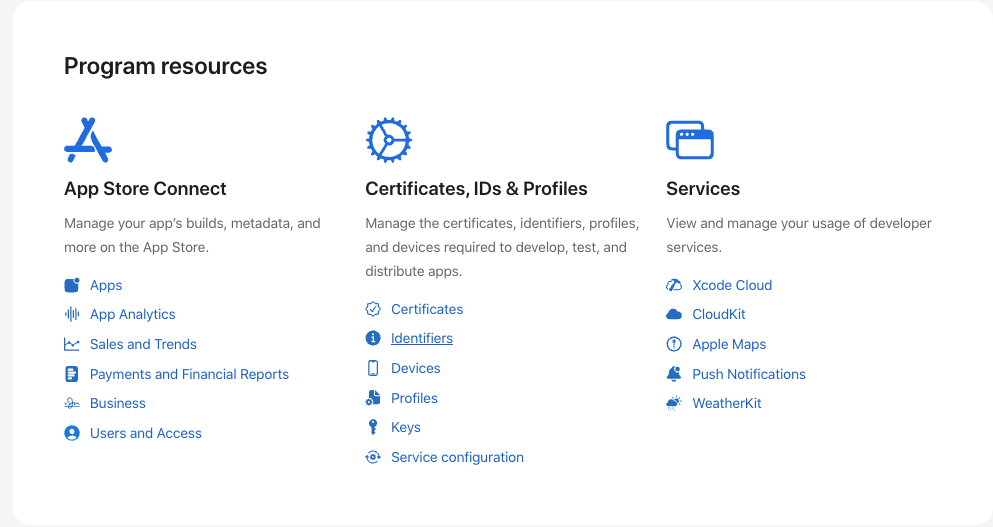 Program resources
App Store Connect
Manage your app's builds, metadata, and
more on the App Store.
Apps
App Analytics
Sales and Trends
Payments and Financial Reports
Business
Users and Access
Certificates, IDs & Profiles
Manage the certificates, identifiers, profiles,
and devices required to develop, test, and
distribute apps.
Certificates
Identifiers
Devices
Profiles
Keys
Service configuration
Services
View and manage your usage of developer
services.
Xcode Cloud
CloudKit
Apple Maps
Push Notifications
WeatherKit